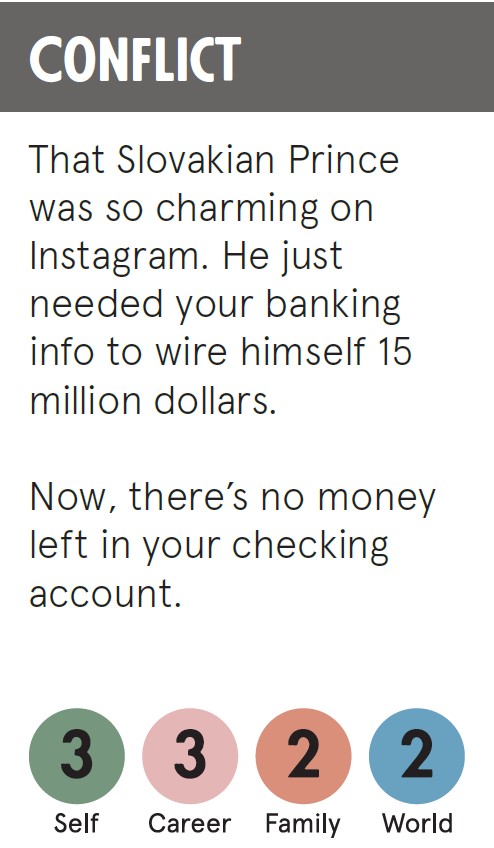 CONFLICT
That Slovakian Prince
was so charming on
Instagram. He just
needed your banking
info to wire himself 15
million dollars.
Now, there's no money
left in your checking
account.
3 3 2 2
Self Career Family World